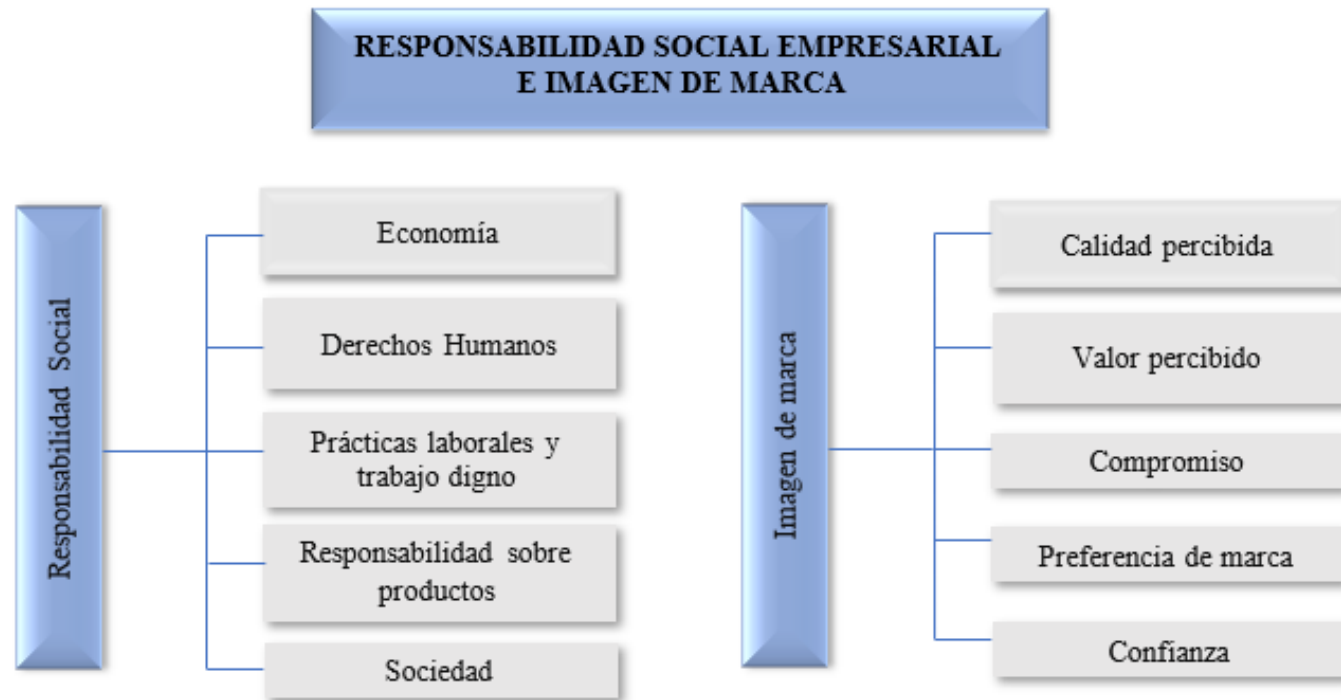 RESPONSABILIDAD SOCIAL EMPRESARIAL
E IMAGEN DE MARCA
Responsabilidad Social
Economía
Derechos Humanos
Prácticas laborales y
trabajo digno
Responsabilidad sobre
productos
Sociedad
Imagen de marca
Calidad percibida
Valor percibido
Compromiso
Preferencia de marca
Confianza